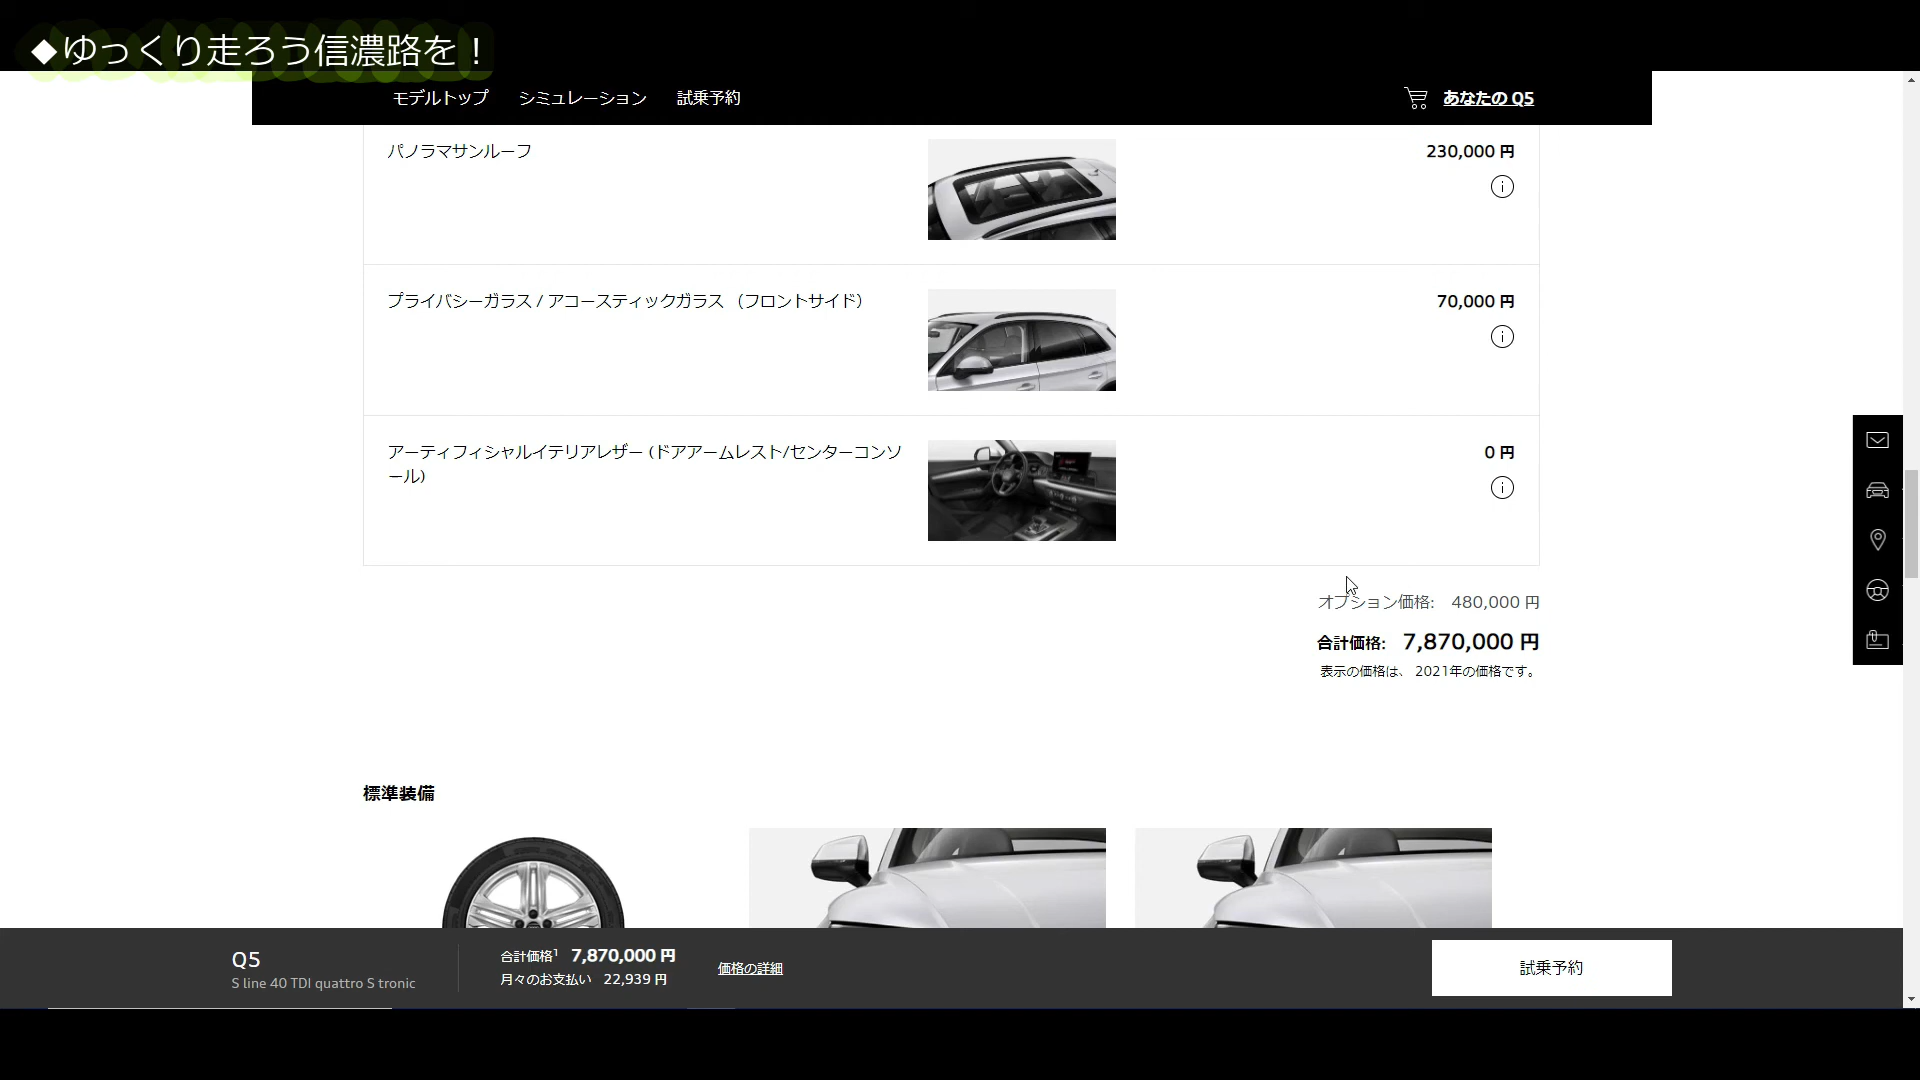 ◆ゆっくり走ろう信濃路を！
モデルトップ シミュレーション 試乗予約 あなたの Q5
パノラマサンルーフ 230,000 円
プライバシーガラス / アコースティックガラス （フロントサイド） 70,000 円
アーティフィシャルイテリアレザー (ドアアームレスト/センターコンソ
ール) 0 円
オプション価格: 480,000 円
合計価格: 7,870,000 円
表示の価格は、 2021年の価格です。
標準装備
Q5
S line 40 TDI quattro S tronic
合計価格¹ 7,870,000 円
月々のお支払い 22,939 円
価格の詳細
試乗予約